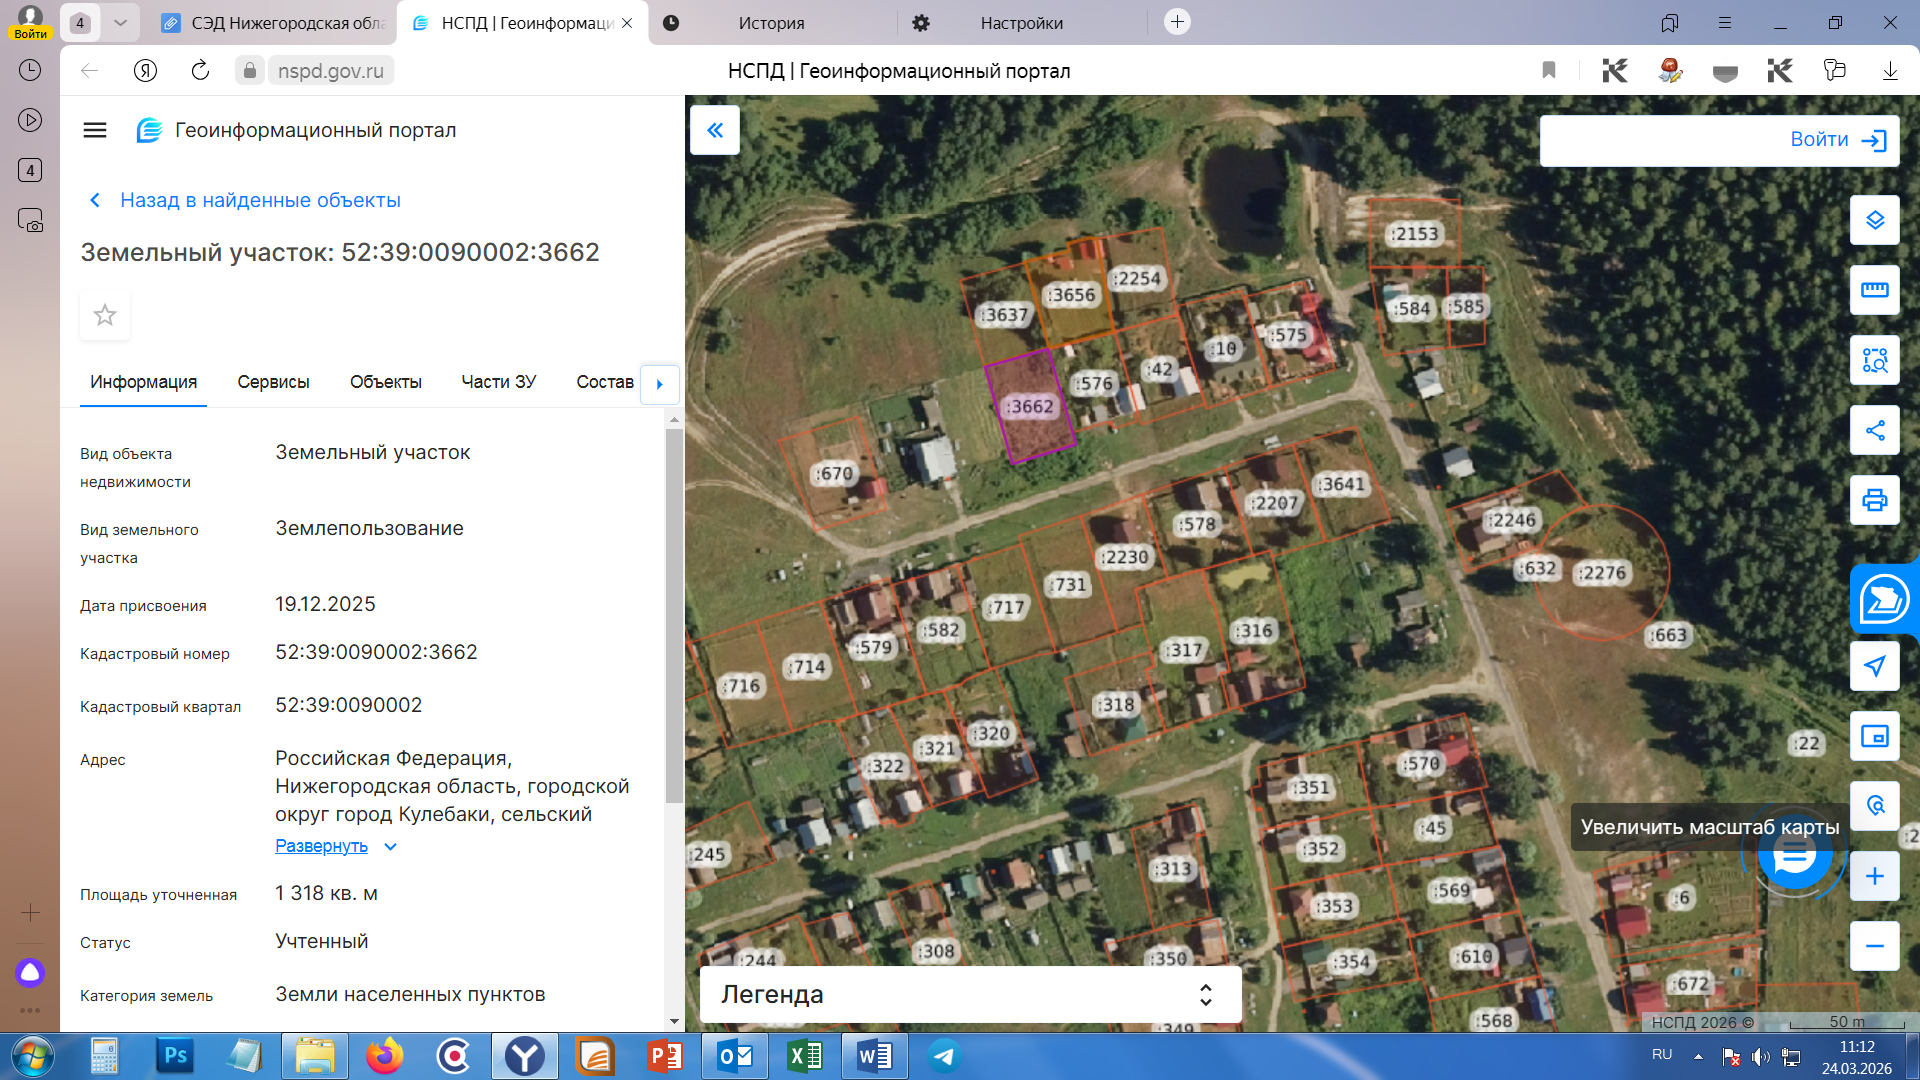 Войти
4
СЭД Нижегородская обла
НСПД | Геоинформаци
История
Настройки
nspd.gov.ru
НСПД | Геоинформационный портал
4
Геоинформационный портал
Назад в найденные объекты
Земельный участок: 52:39:0090002:3662
Информация
Сервисы
Объекты
Части ЗУ
Состав
Вид объекта недвижимости
Земельный участок
Вид земельного участка
Землепользование
Дата присвоения
19.12.2025
Кадастровый номер
52:39:0090002:3662
Кадастровый квартал
52:39:0090002
Адрес
Российская Федерация,
Нижегородская область, городской
округ город Кулебаки, сельский
Развернуть
Площадь уточненная
1 318 кв. м
Статус
Учтенный
Категория земель
Земли населенных пунктов
Войти
:2153
:2254
:3656
:3637
:584
:585
:575
:10
:42
:576
:3662
:670
:3641
:2207
:578
:2246
:2230
:632
:2276
:731
:717
:582
:579
:316
:663
:317
:714
:716
:318
:320
:321
:322
:22
:570
:351
:45
:352
:245
:313
:569
:6
:353
:308
:244
:350
:354
:610
:672
:568
:349
Увеличить масштаб карты
Легенда
НСПД 2026 ©
50 m
Ps
RU
11:12
24.03.2026